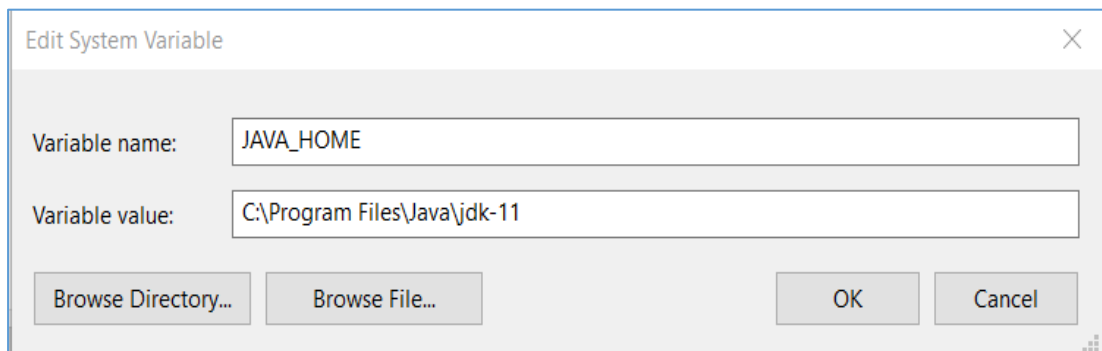 Edit System Variable
Variable name: JAVA_HOME
Variable value: C:\Program Files\Java\jdk-11
Browse Directory... Browse File... OK Cancel